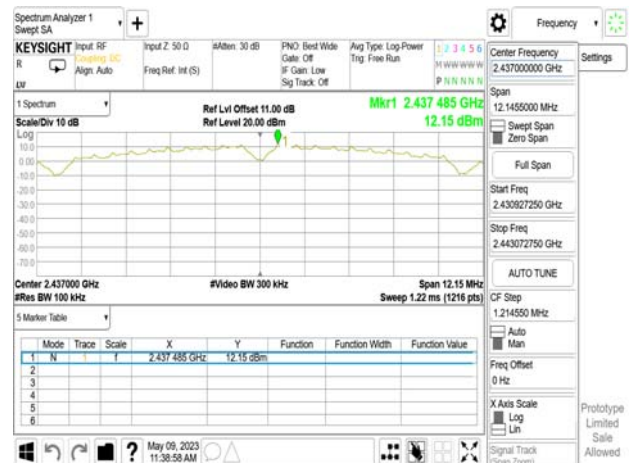 Spectrum Analyzer 1
Swept SA
Frequency
KEYSIGHT
R
Input: RF
Coupling: DC
Align: Auto
Input Z: 50 Ω
Freq Ref: Int (S)
#Atten: 30 dB
PNO: Best Wide
Gate: Off
IF Gain: Low
Sig Track: Off
Avg Type: Log-Power
Trig: Free Run
1 2 3 4 5 6
M W W W W W
P N N N N N
1 Spectrum
Scale/Div 10 dB
Ref Lvl Offset 11.00 dB
Ref Level 20.00 dBm
Mkr1 2.437 485 GHz
12.15 dBm
Log
10.0
0.00
-10.0
-20.0
-30.0
-40.0
-50.0
-60.0
-70.0
1
Center 2.437000 GHz
#Res BW 100 kHz
#Video BW 300 kHz
Span 12.15 MHz
Sweep 1.22 ms (1216 pts)
5 Marker Table
Mode Trace Scale X Y Function Function Width Function Value
1 N 1 f 2.437 485 GHz 12.15 dBm
2
3
4
5
6
May 09, 2023
11:38:58 AM
Center Frequency
2.437000000 GHz
Settings
Span
12.1455000 MHz
Swept Span
Zero Span
Full Span
Start Freq
2.430927250 GHz
Stop Freq
2.443072750 GHz
AUTO TUNE
CF Step
1.214550 MHz
Auto
Man
Freq Offset
0 Hz
X Axis Scale
Log
Lin
Signal Track
(Span Zoom)
Prototype
Limited
Sale
Allowed